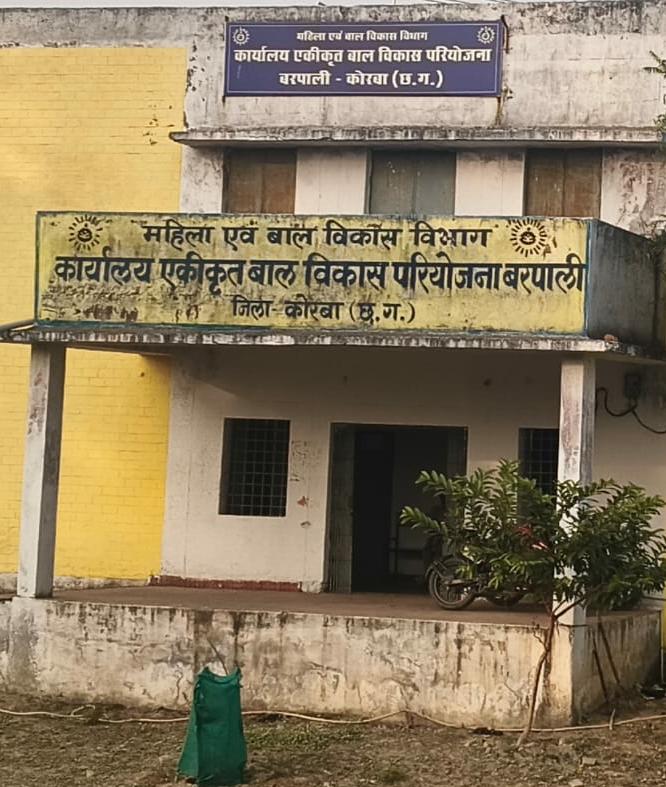 महिला एवं बाल विकास विभाग
कार्यालय एकीकृत बाल विकास परियोजना
बरपाली - कोरबा (छ.ग.)
महिला एवं बाल विकास विभाग
कार्यालय एकीकृत बाल विकास परियोजना बरपाली
जिला-कोरबा (छ.ग.)